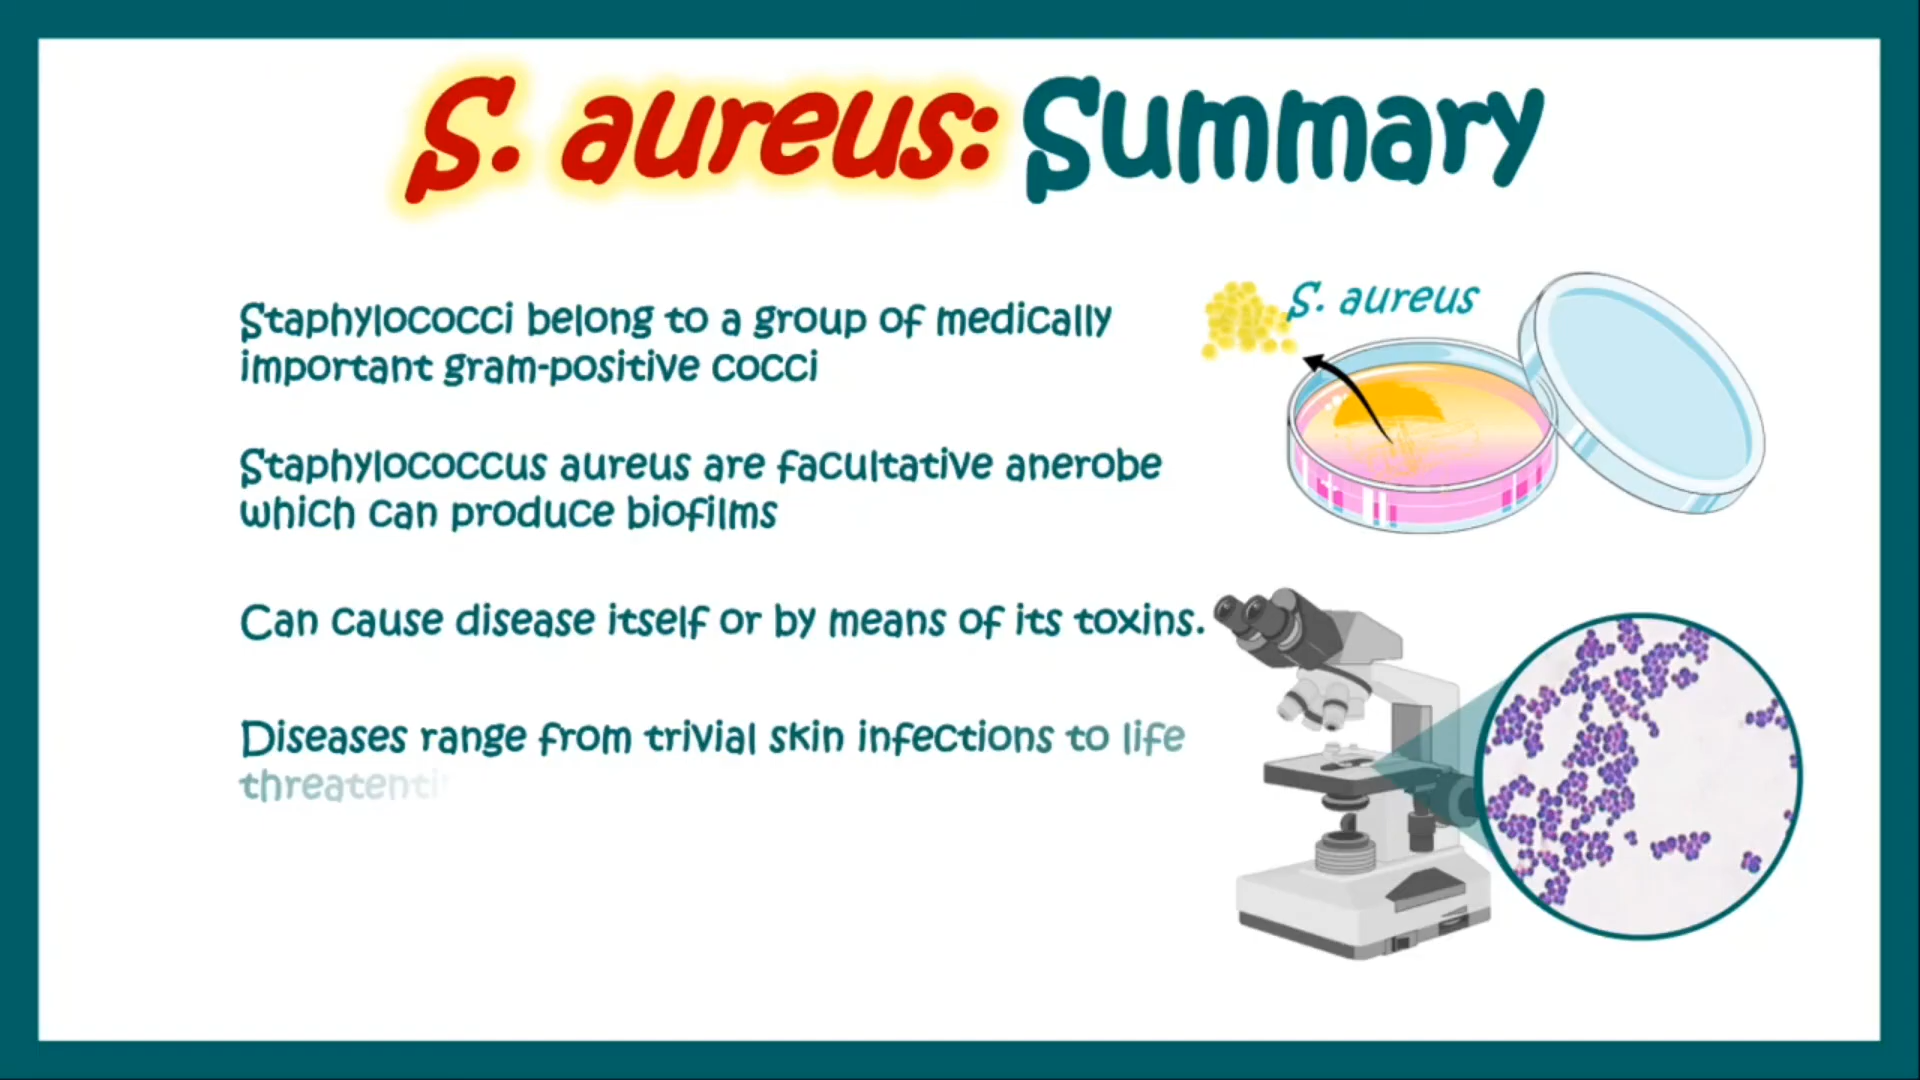 S. aureus: Summary
Staphylococci belong to a group of medically
important gram-positive cocci
S. aureus
Staphylococcus aureus are facultative anerobe
which can produce biofilms
Can cause disease itself or by means of its toxins.
Diseases range from trivial skin infections to life